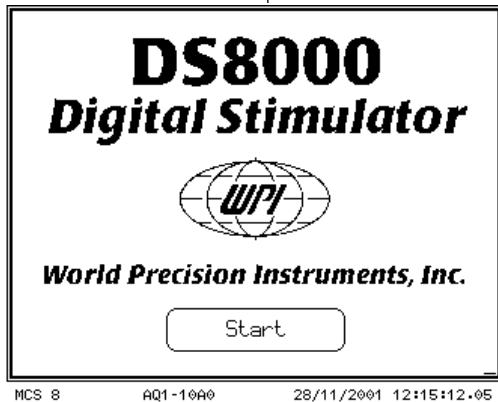 DS8000
Digital Stimulator
WPI
World Precision Instruments, Inc.
Start
MCS 8 AQ1-10A0 28/11/2001 12:15:12.05